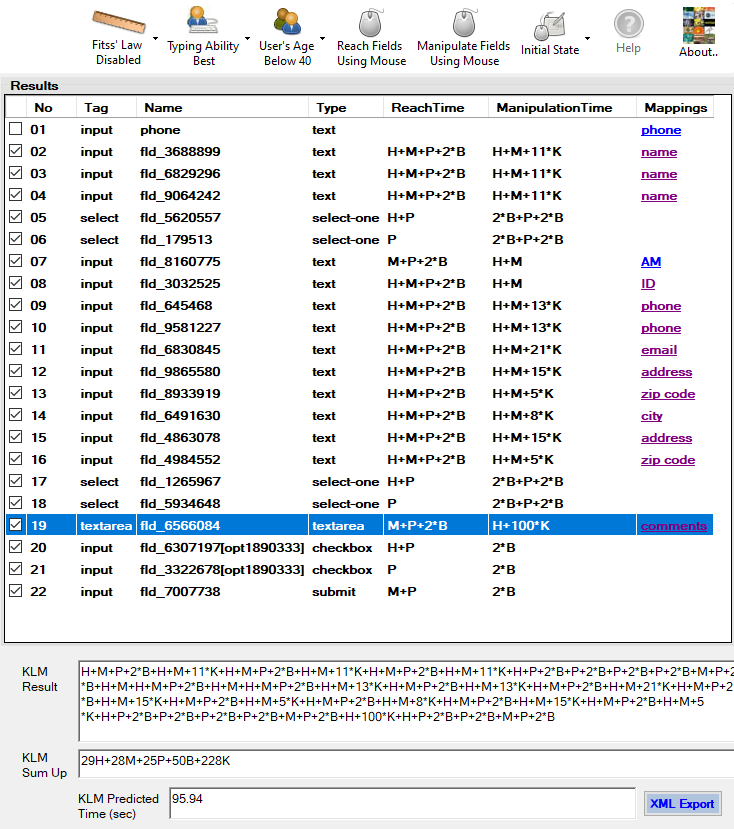 Fitss' Law Typing Ability User's Age Reach Fields Manipulate Fields Initial State Help About..
Disabled Best Below 40 Using Mouse Using Mouse
Results
No Tag Name Type ReachTime ManipulationTime Mappings
01 input phone text phone
02 input fld_3688899 text H+M+P+2*B H+M+11*K name
03 input fld_6829296 text H+M+P+2*B H+M+11*K name
04 input fld_9064242 text H+M+P+2*B H+M+11*K name
05 select fld_5620557 select-one H+P 2*B+P+2*B
06 select fld_179513 select-one P 2*B+P+2*B
07 input fld_8160775 text M+P+2*B H+M AM
08 input fld_3032525 text H+M+P+2*B H+M ID
09 input fld_645468 text H+M+P+2*B H+M+13*K phone
10 input fld_9581227 text H+M+P+2*B H+M+13*K phone
11 input fld_6830845 text H+M+P+2*B H+M+21*K email
12 input fld_9865580 text H+M+P+2*B H+M+15*K address
13 input fld_8933919 text H+M+P+2*B H+M+5*K zip code
14 input fld_6491630 text H+M+P+2*B H+M+8*K city
15 input fld_4863078 text H+M+P+2*B H+M+15*K address
16 input fld_4984552 text H+M+P+2*B H+M+5*K zip code
17 select fld_1265967 select-one H+P 2*B+P+2*B
18 select fld_5934648 select-one P 2*B+P+2*B
19 textarea fld_6566084 textarea M+P+2*B H+100*K comments
20 input fld_6307197[opt1890333] checkbox H+P 2*B
21 input fld_3322678[opt1890333] checkbox P 2*B
22 input fld_7007738 submit M+P 2*B
KLM Result
H+M+P+2*B+H+M+11*K+H+M+P+2*B+H+M+11*K+H+M+P+2*B+H+M+11*K+H+P+2*B+P+2*B+P+2*B+P+2*B+M+P+2
*B+H+M+H+M+P+2*B+H+M+H+M+P+2*B+H+M+13*K+H+M+P+2*B+H+M+13*K+H+M+P+2*B+H+M+21*K+H+M+P+2
*B+H+M+15*K+H+M+P+2*B+H+M+5*K+H+M+P+2*B+H+M+8*K+H+M+P+2*B+H+M+15*K+H+M+P+2*B+H+M+5
*K+H+P+2*B+P+2*B+P+2*B+P+2*B+M+P+2*B+H+100*K+H+P+2*B+P+2*B+M+P+2*B
KLM Sum Up
29H+28M+25P+50B+228K
KLM Predicted Time (sec)
95.94
XML Export